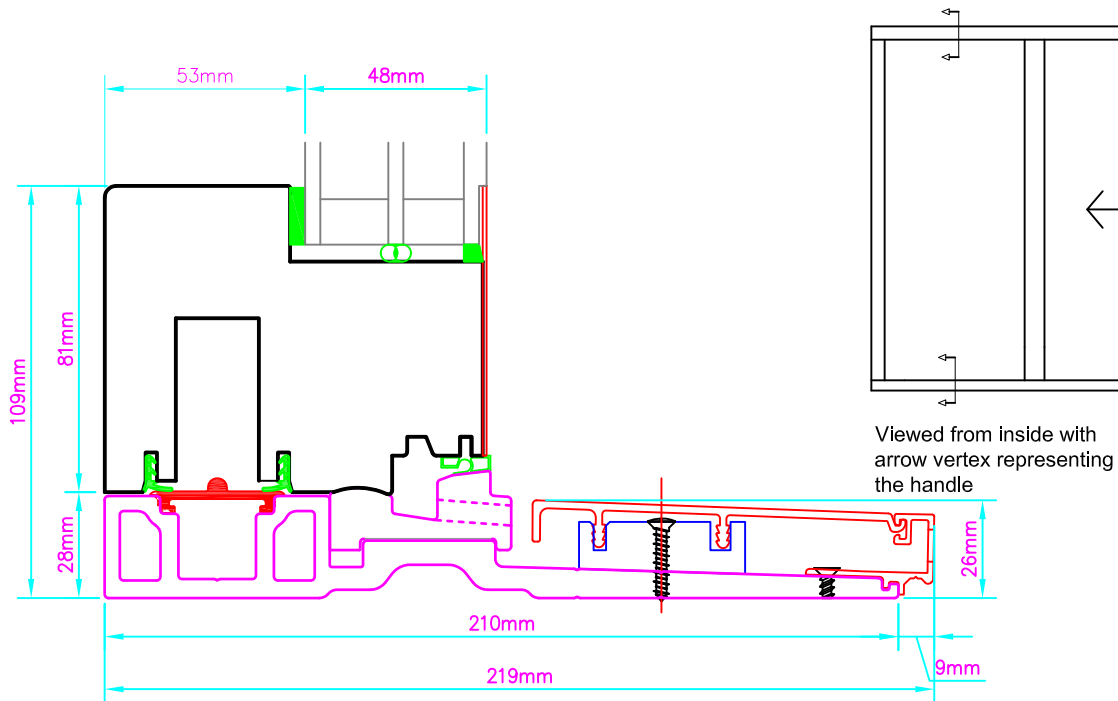 53mm
48mm
109mm
81mm
28mm
26mm
210mm
9mm
219mm
Viewed from inside with
arrow vertex representing
the handle